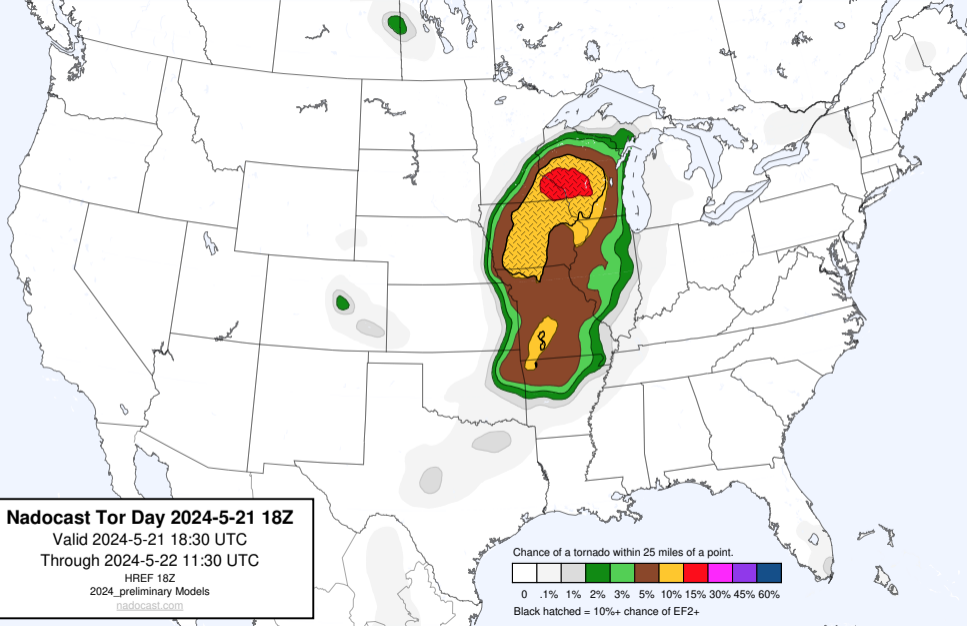 Nadocast Tor Day 2024-5-21 18Z
Valid 2024-5-21 18:30 UTC
Through 2024-5-22 11:30 UTC
HREF 18Z
2024_preliminary Models
nadocast.com
Chance of a tornado within 25 miles of a point.
0 .1% 1% 2% 3% 5% 10% 15% 30% 45% 60%
Black hatched = 10%+ chance of EF2+